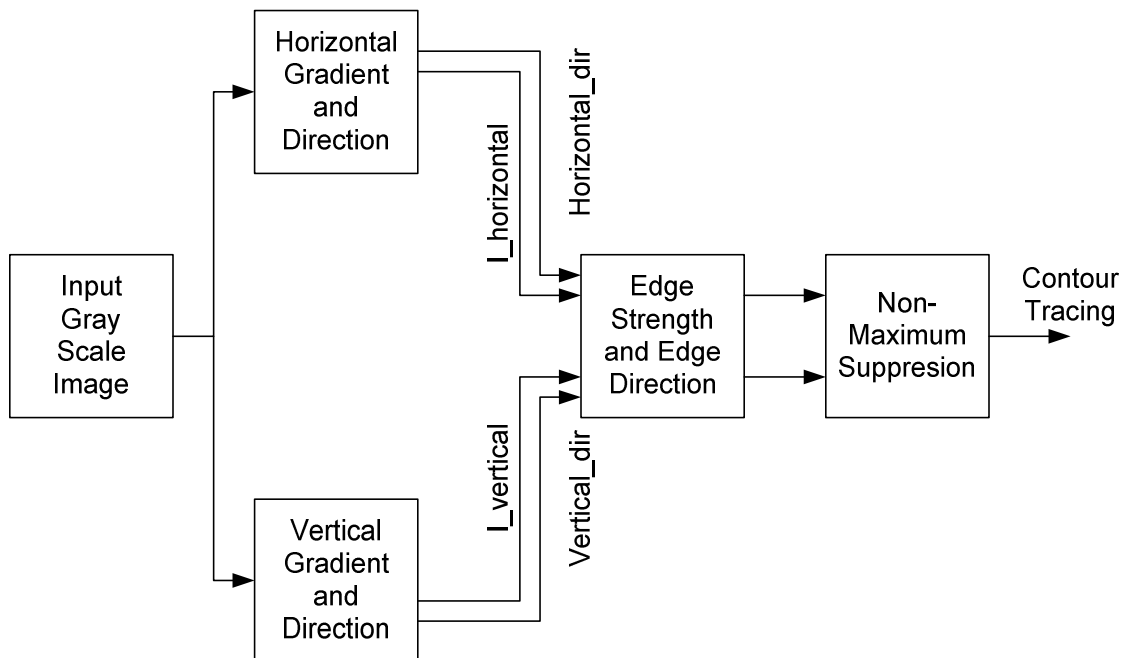 Horizontal
Gradient
and
Direction
Horizontal_dir
I_horizontal
Input
Gray
Scale
Image
Edge
Strength
and Edge
Direction
Non-
Maximum
Suppresion
Contour
Tracing
I_vertical
Vertical_dir
Vertical
Gradient
and
Direction